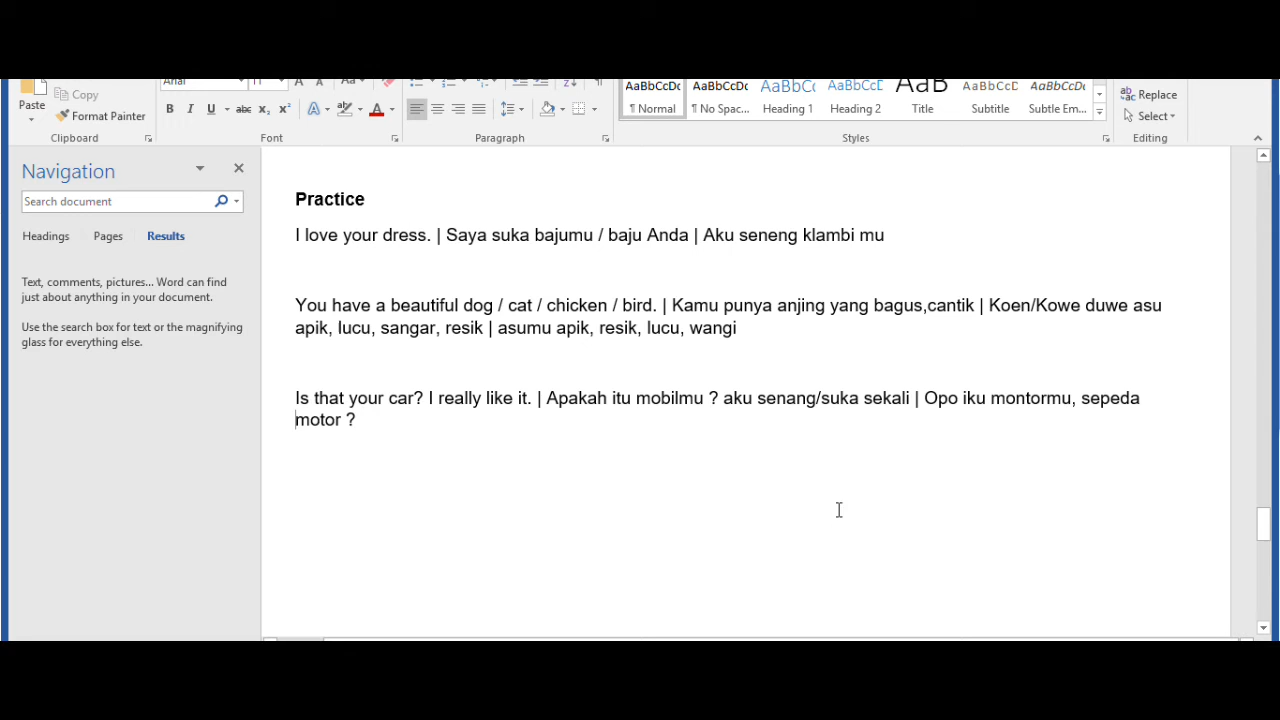 Arial 11
Paste Copy
Format Painter
B I U abc x₂ x² A A
Clipboard Font Paragraph Styles Editing
AaBbCcDc AaBbCcDc AaBbCc AaBbCcD AaB AaBbCcD AaBbCcDc
¶ Normal ¶ No Spac... Heading 1 Heading 2 Title Subtitle Subtle Em...
Replace
Select
Navigation
Search document
Headings Pages Results
Text, comments, pictures... Word can find
just about anything in your document.
Use the search box for text or the magnifying
glass for everything else.
Practice
I love your dress. | Saya suka bajumu / baju Anda | Aku seneng klambi mu
You have a beautiful dog / cat / chicken / bird. | Kamu punya anjing yang bagus,cantik | Koen/Kowe duwe asu
apik, lucu, sangar, resik | asumu apik, resik, lucu, wangi
Is that your car? I really like it. | Apakah itu mobilmu ? aku senang/suka sekali | Opo iku montormu, sepeda
motor ?